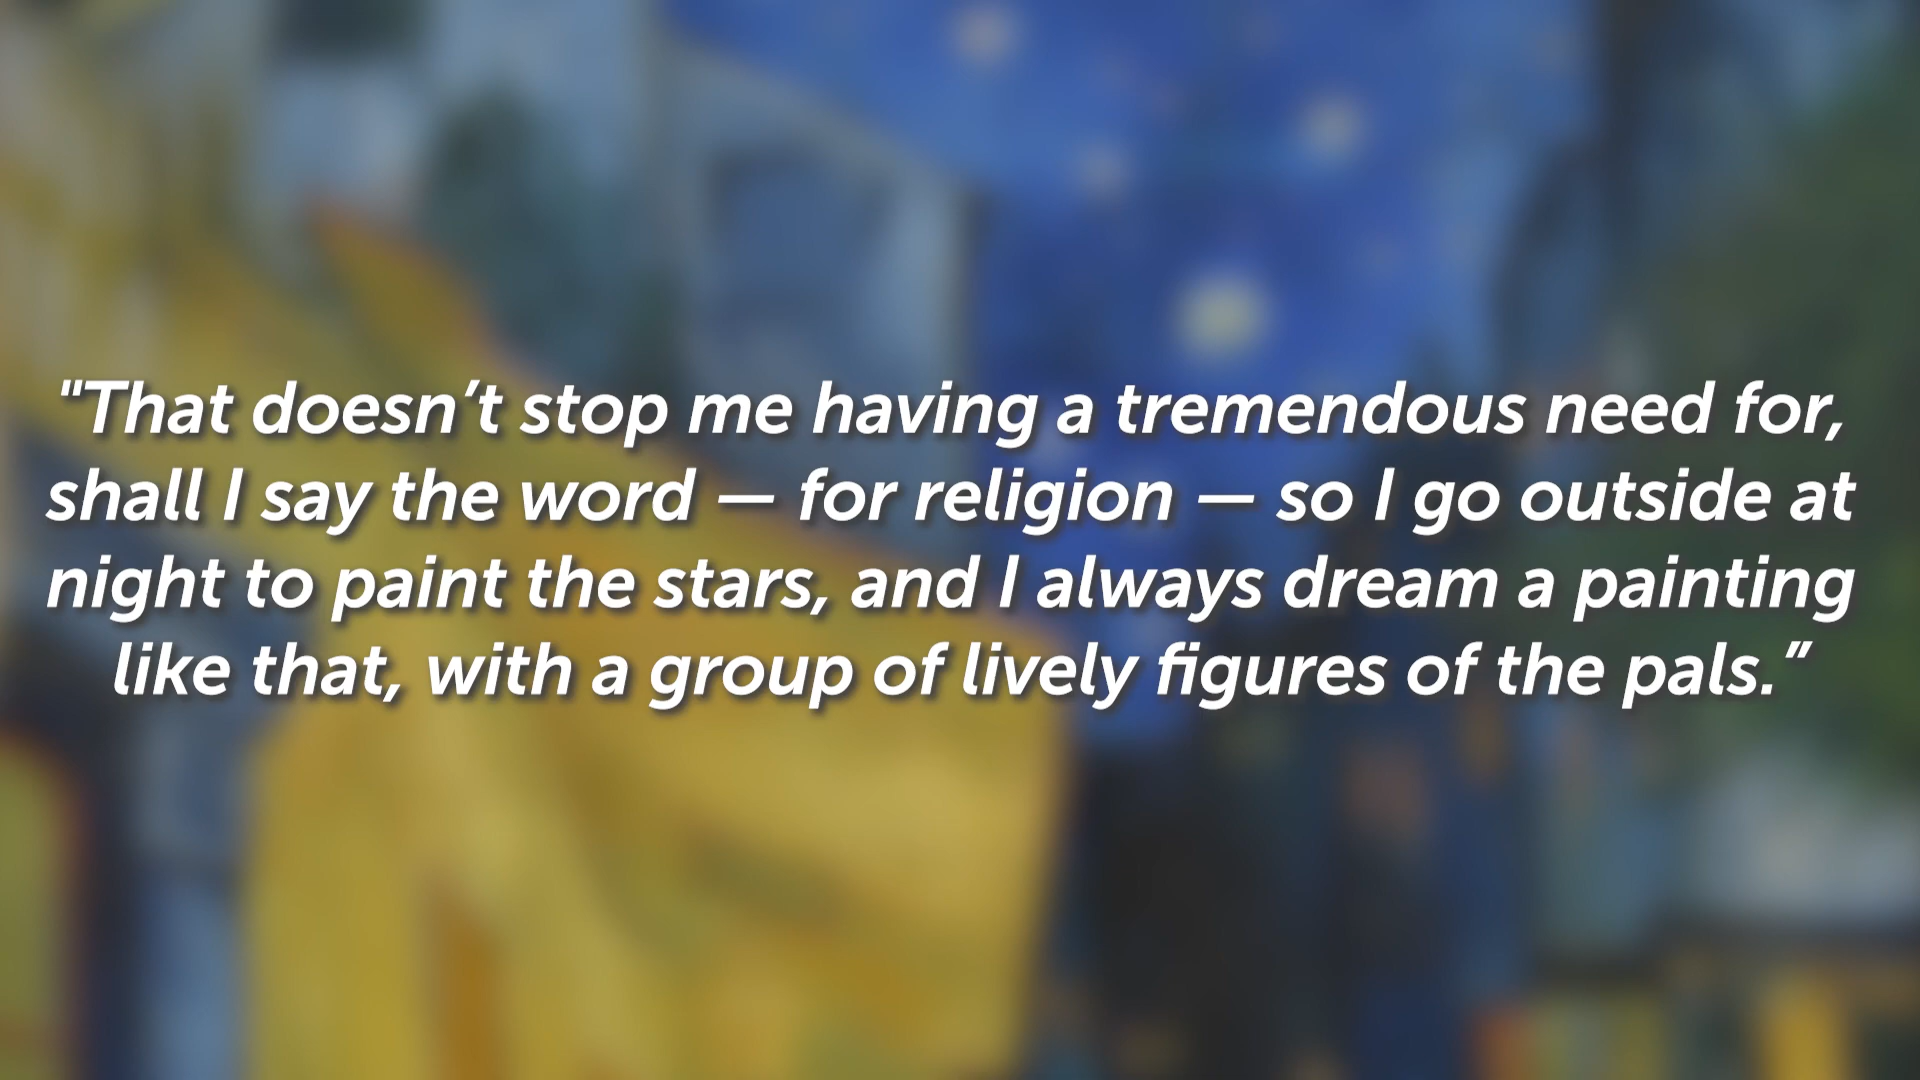 "That doesn’t stop me having a tremendous need for,
shall I say the word — for religion — so I go outside at
night to paint the stars, and I always dream a painting
like that, with a group of lively figures of the pals.”